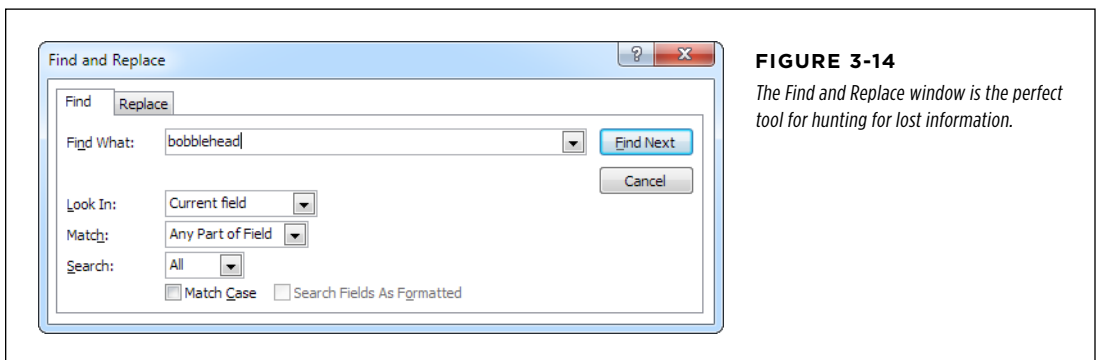 Find and Replace
?
x
Find Replace
Find What: bobblehead Find Next
Cancel
Look In: Current field
Match: Any Part of Field
Search: All
Match Case Search Fields As Formatted
FIGURE 3-14
The Find and Replace window is the perfect
tool for hunting for lost information.